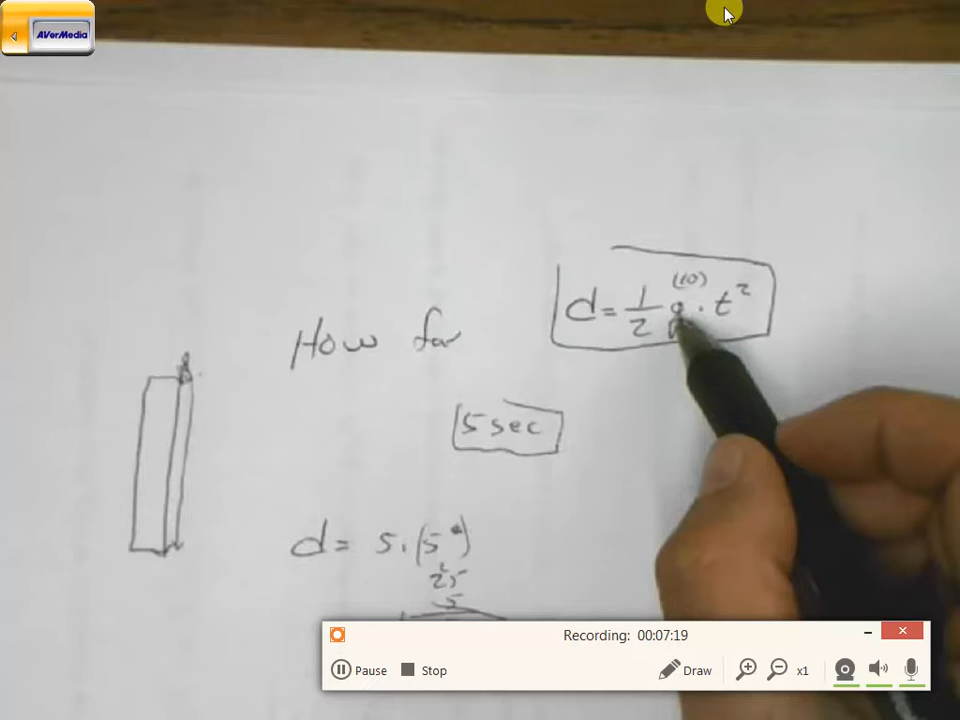 AVerMedia
(10)
d = 1/2 g · t²
How far
5 sec
d = 5 · (5²)
25
5
Recording: 00:07:19
Pause Stop Draw x1